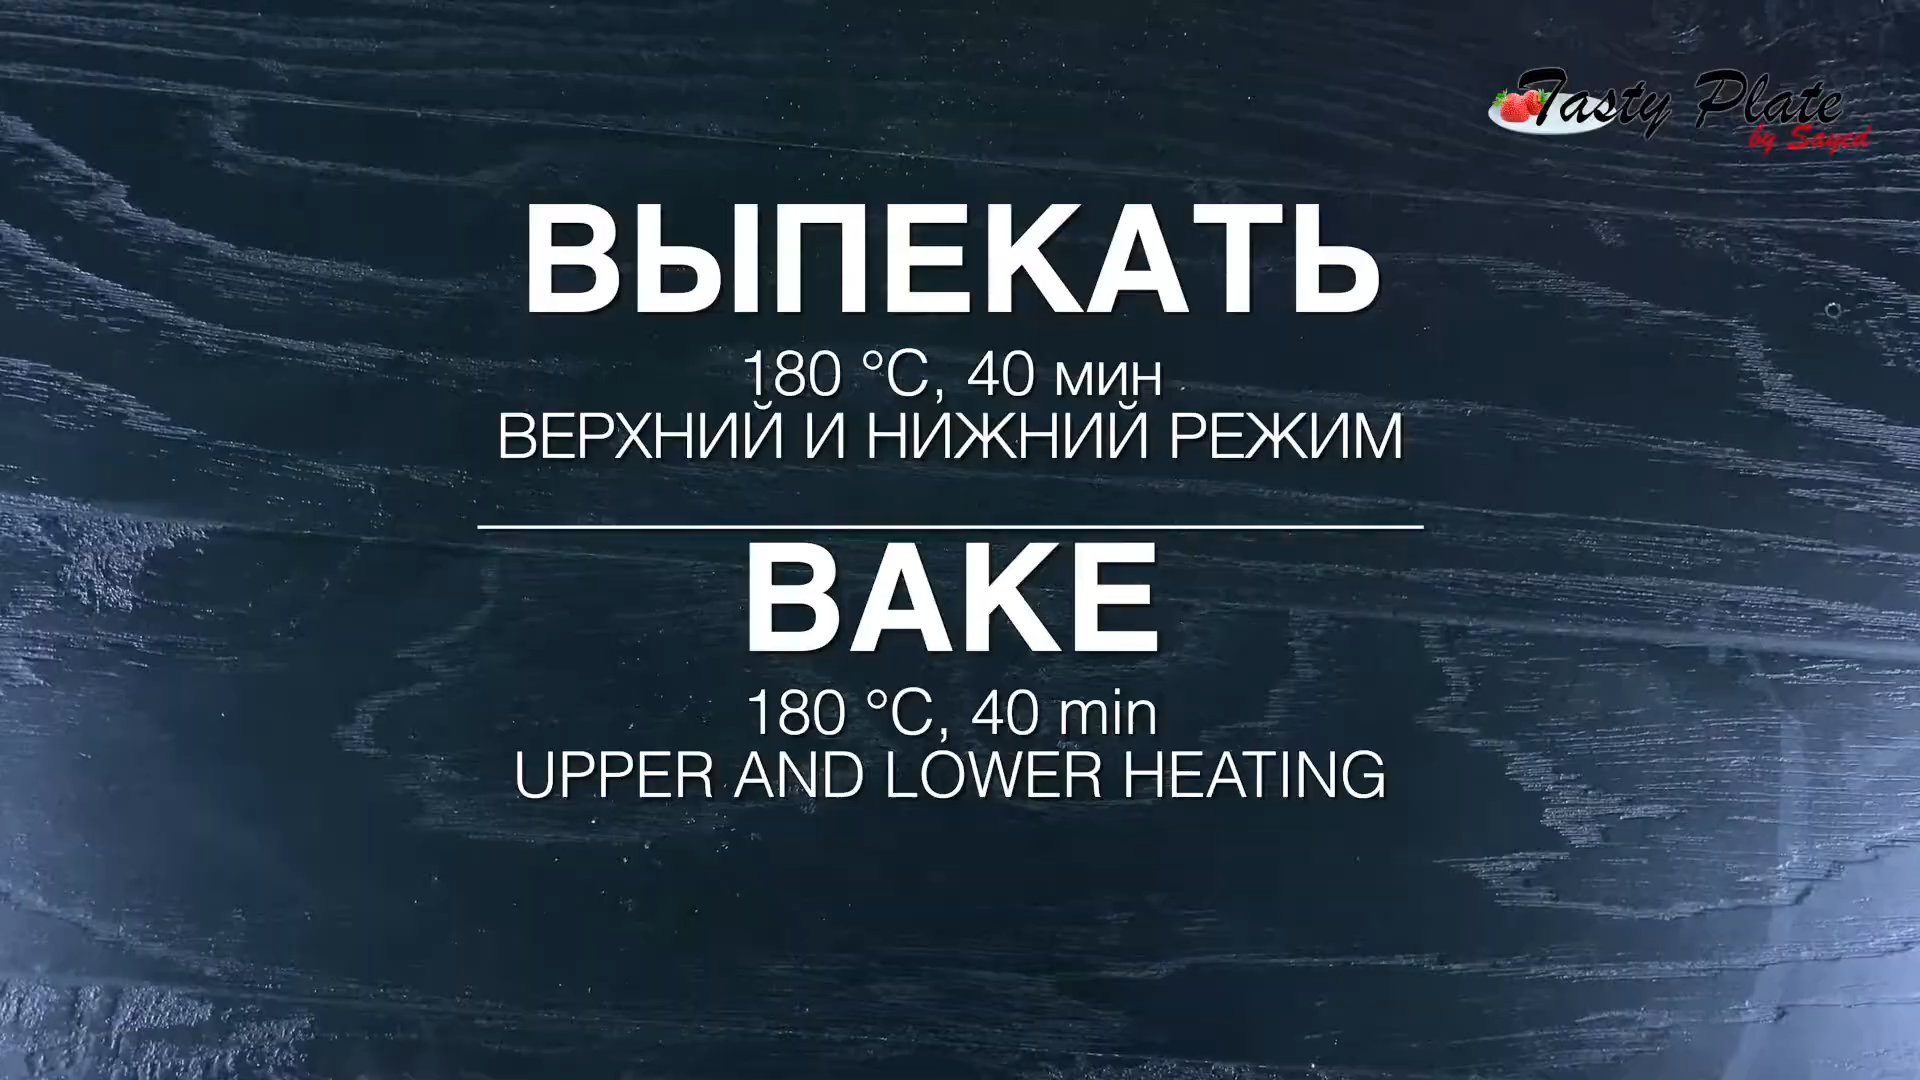 Tasty Plate
by Sayed
ВЫПЕКАТЬ
180 °C, 40 мин
ВЕРХНИЙ И НИЖНИЙ РЕЖИМ
BAKE
180 °C, 40 min
UPPER AND LOWER HEATING